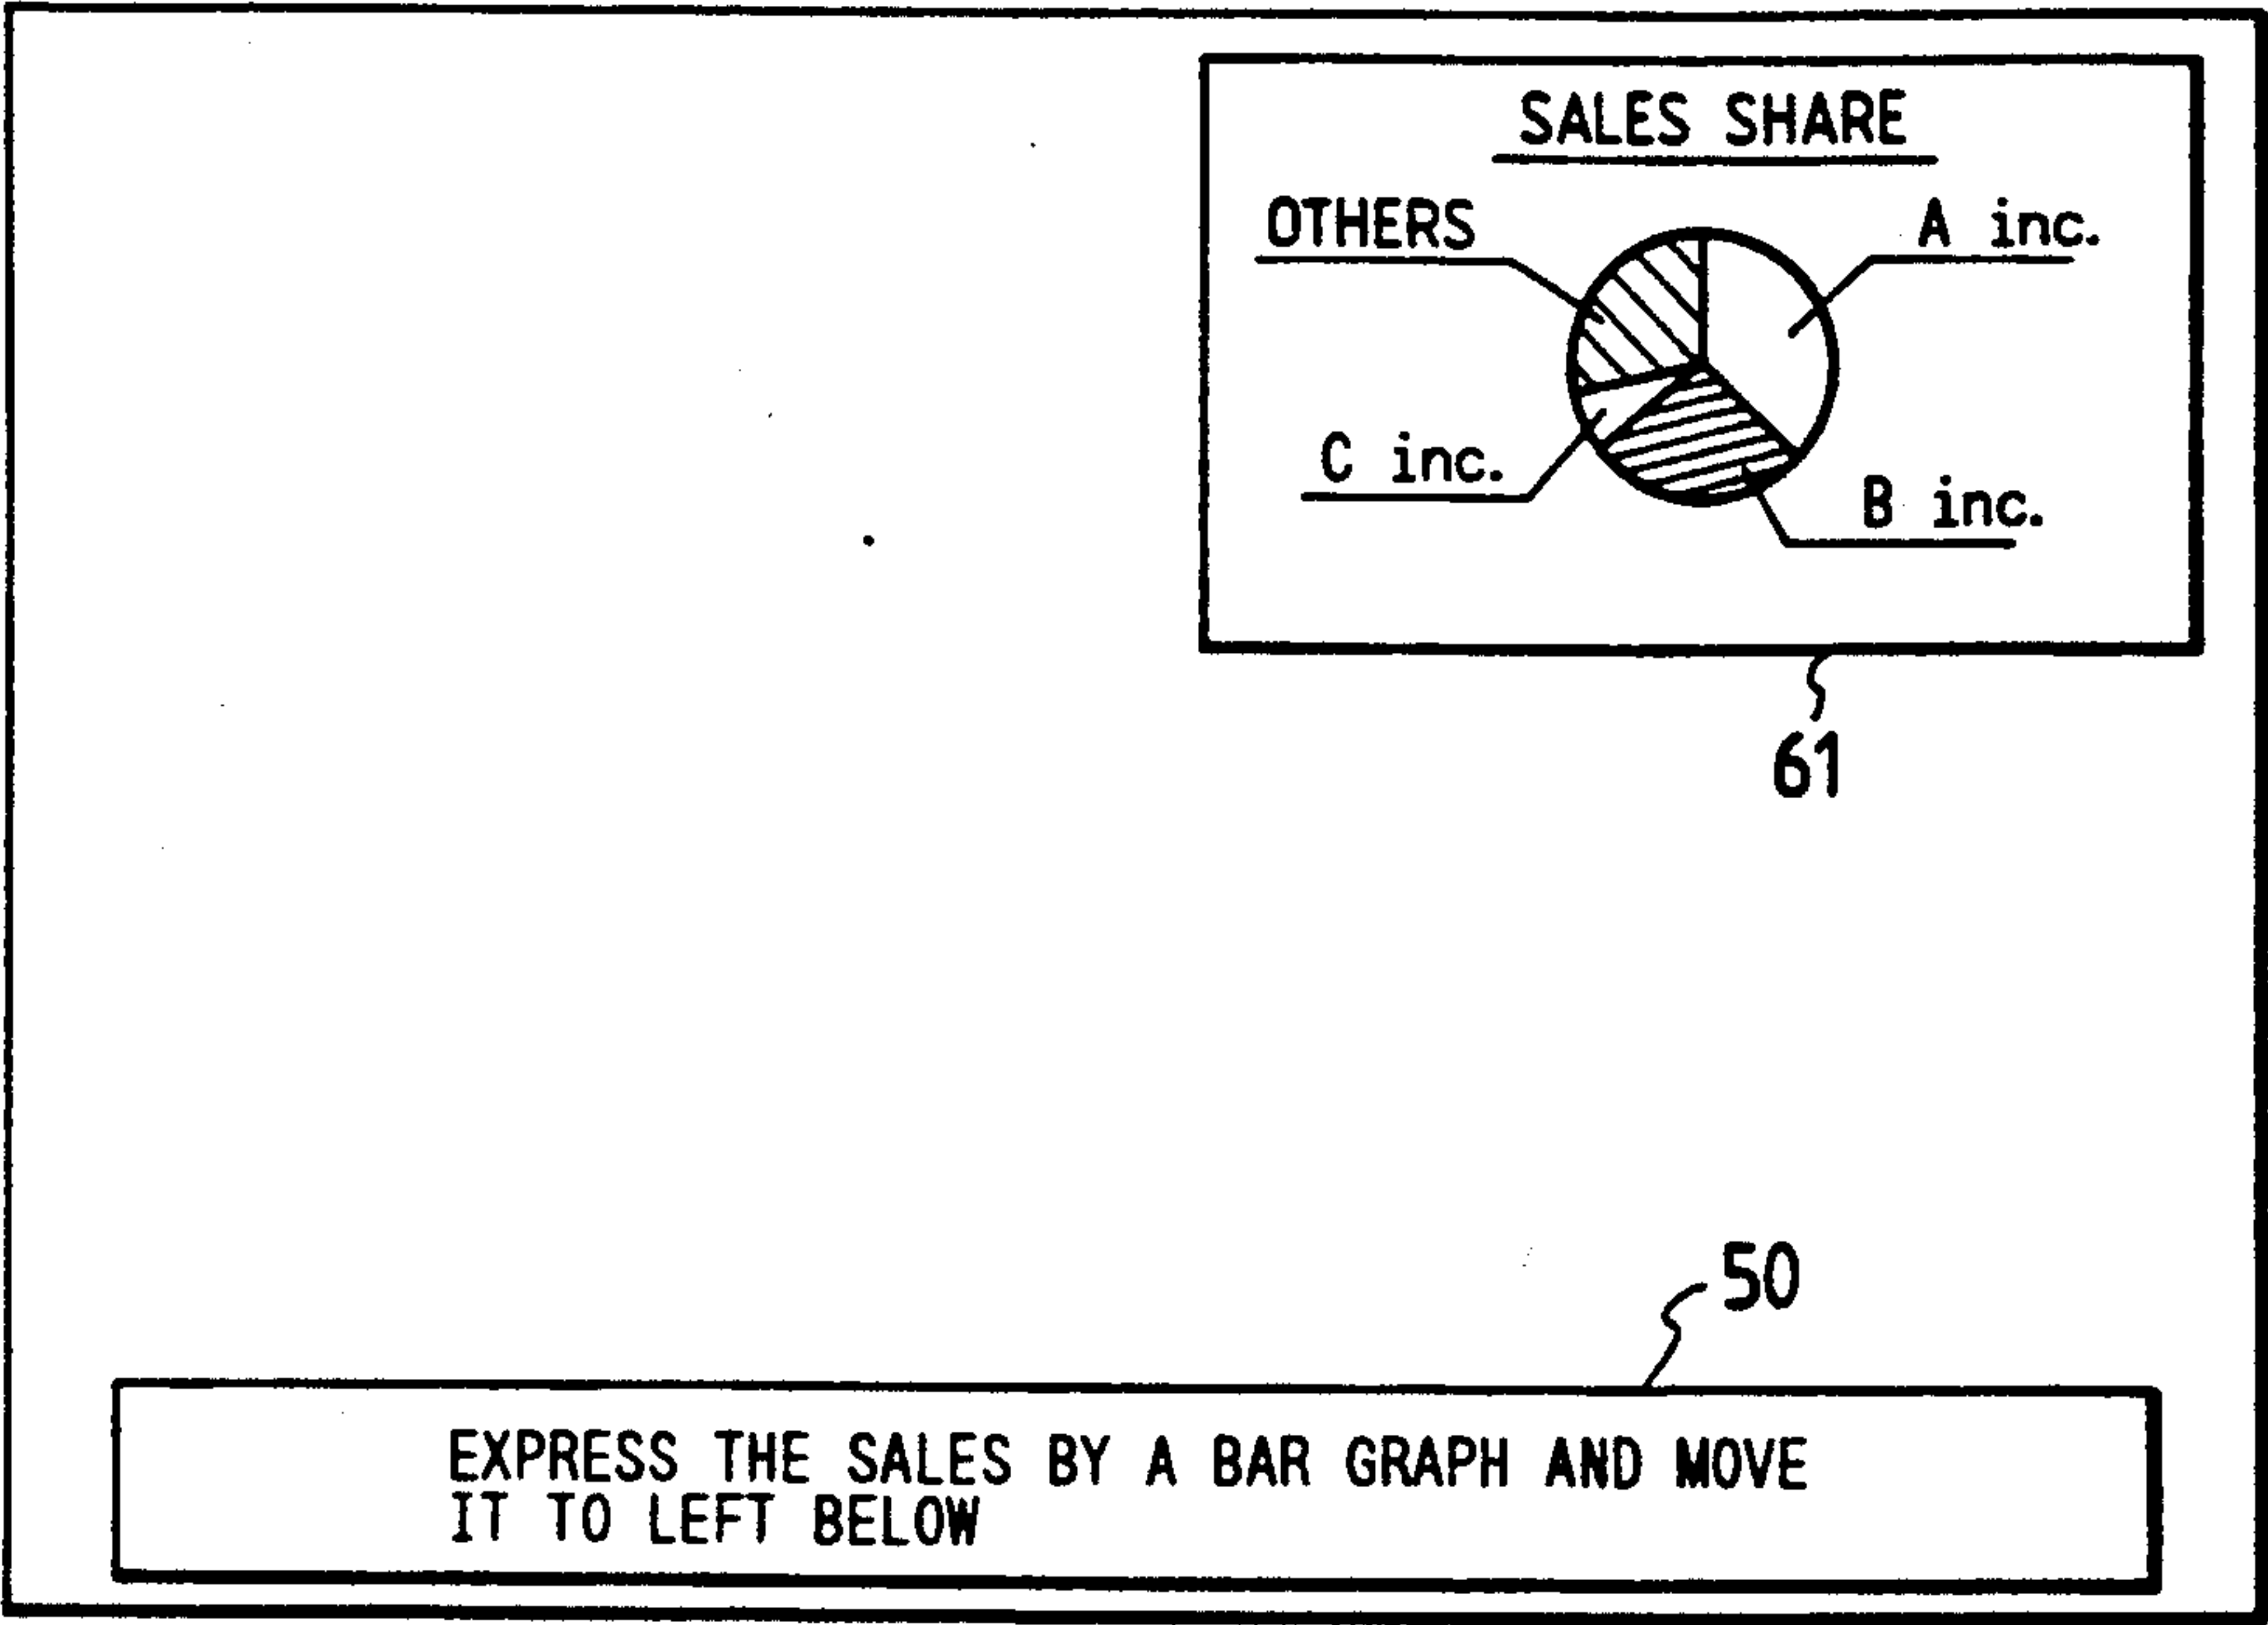 SALES SHARE
OTHERS
A inc.
C inc.
B inc.
61
50
EXPRESS THE SALES BY A BAR GRAPH AND MOVE
IT TO LEFT BELOW